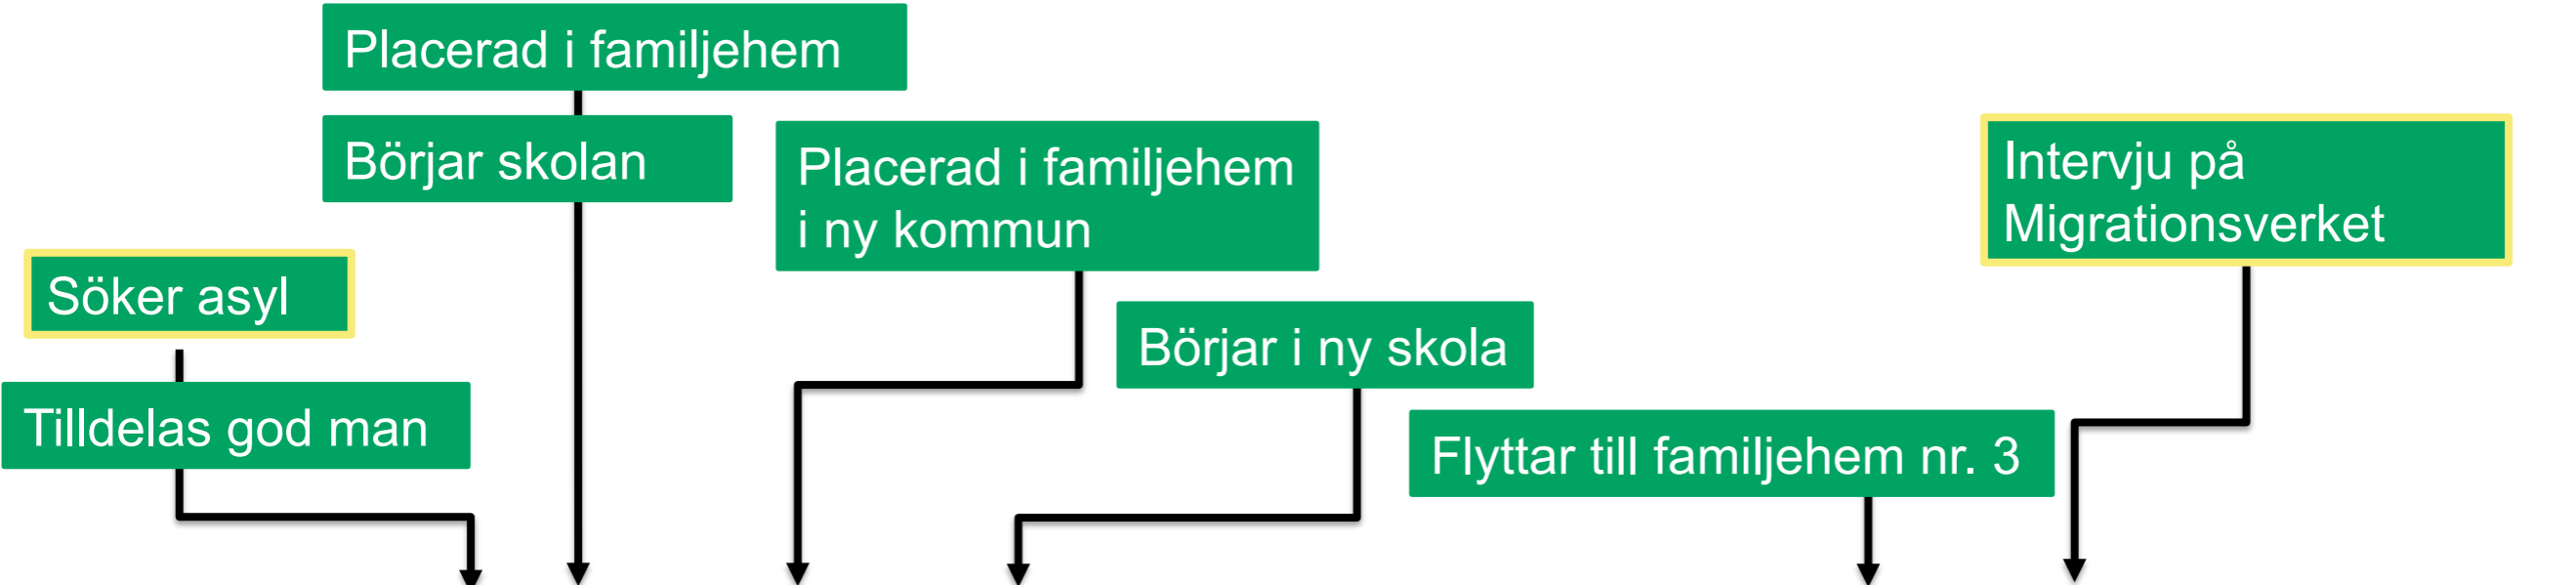 Placerad i familjehem
Börjar skolan
Placerad i familjehem
i ny kommun
Intervju på
Migrationsverket
Söker asyl
Börjar i ny skola
Tilldelas god man
Flyttar till familjehem nr. 3